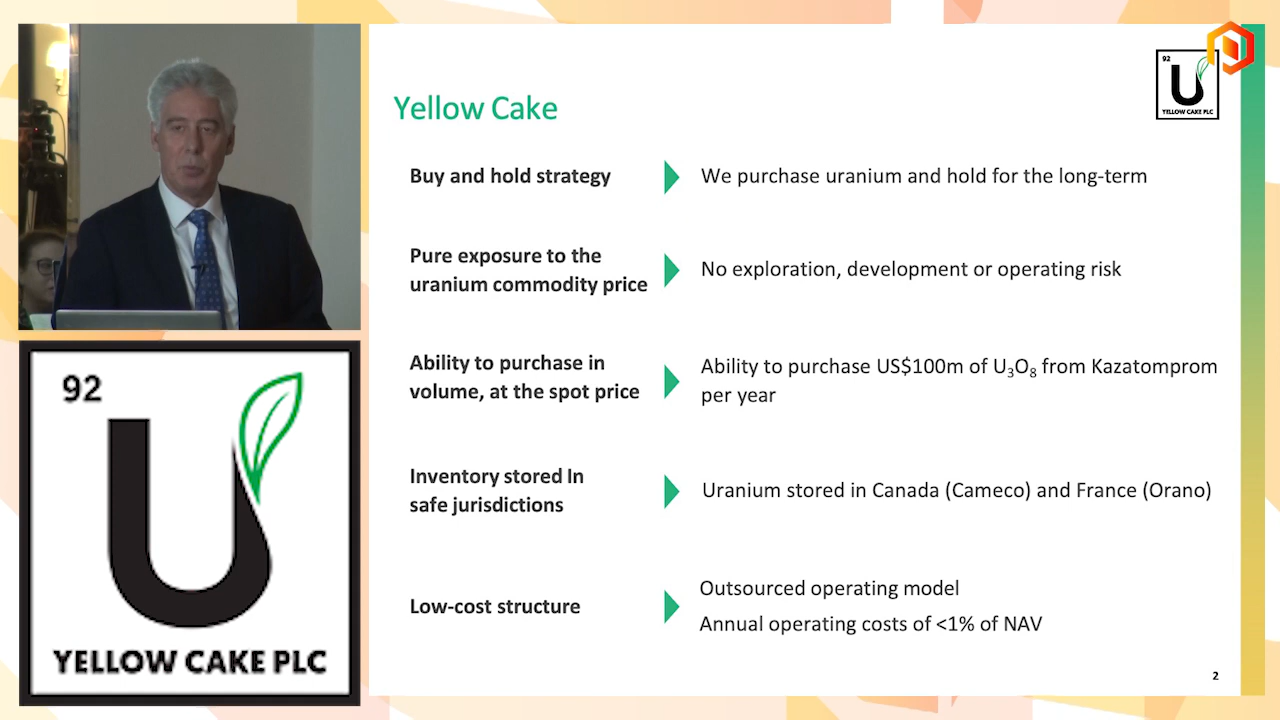 Yellow Cake
92
U
YELLOW CAKE PLC
Buy and hold strategy
We purchase uranium and hold for the long-term
Pure exposure to the
uranium commodity price
No exploration, development or operating risk
Ability to purchase in
volume, at the spot price
Ability to purchase US$100m of U₃O₈ from Kazatomprom
per year
Inventory stored In
safe jurisdictions
Uranium stored in Canada (Cameco) and France (Orano)
Low-cost structure
Outsourced operating model
Annual operating costs of <1% of NAV
2
92
U
YELLOW CAKE PLC